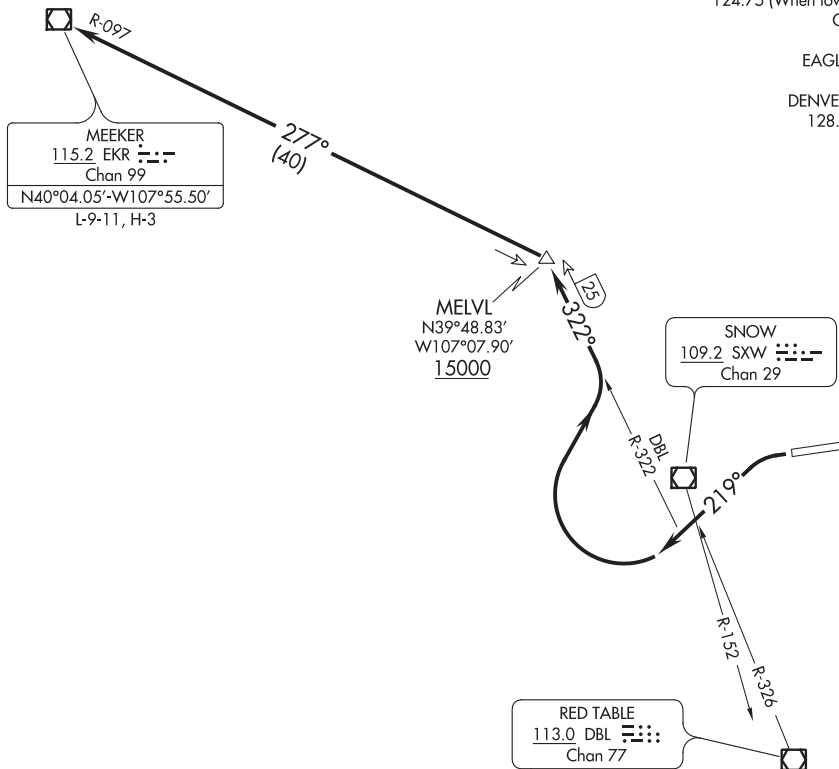 124.75 (When tow
C
EAGL
DENVE
128.
R-097
MEEKER
115.2 EKR
Chan 99
N40°04.05'-W107°55.50'
L-9-11, H-3
277°
(40)
MELVL
N39°48.83'
W107°07.90'
15000
25
322°
SNOW
109.2 SXW
Chan 29
DBL
R-322
219°
R-152
R-326
RED TABLE
113.0 DBL
Chan 77